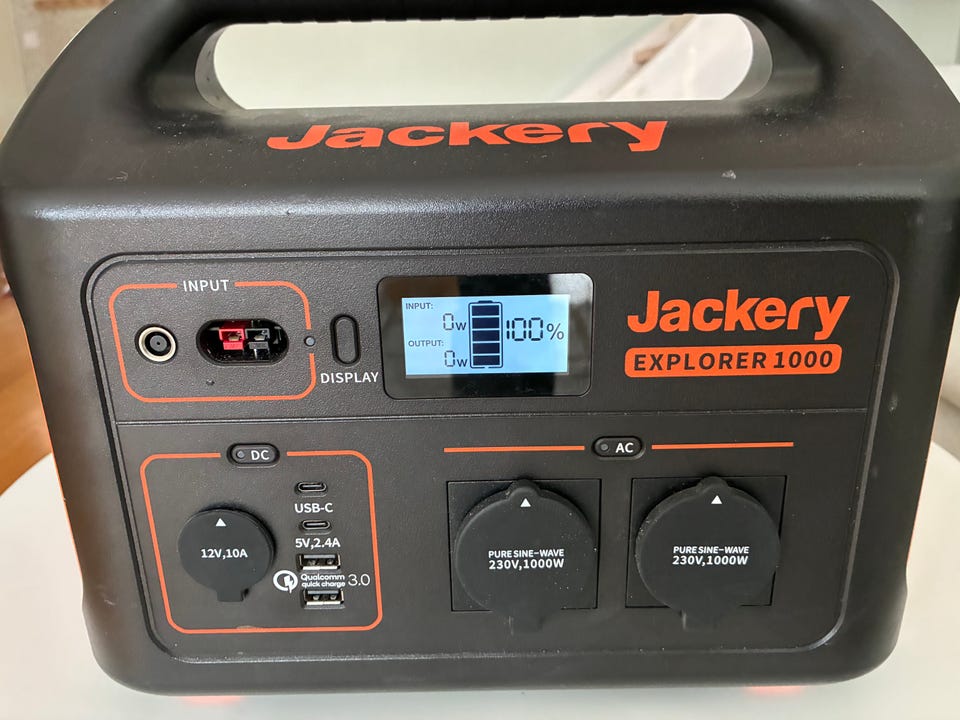 Jackery
INPUT
DISPLAY
INPUT:
0w
OUTPUT:
0w
100%
Jackery
EXPLORER 1000
DC
12V,10A
USB-C
5V,2.4A
Qualcomm
quick charge 3.0
AC
PURE SINE-WAVE
230V,1000W
PURE SINE-WAVE
230V,1000W